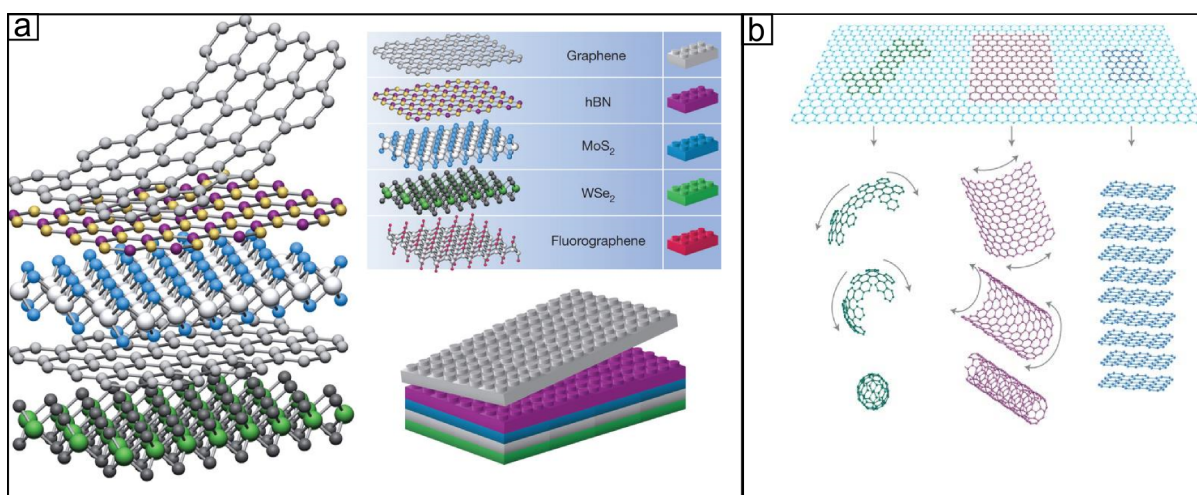 a
Graphene
hBN
MoS₂
WSe₂
Fluorographene
b